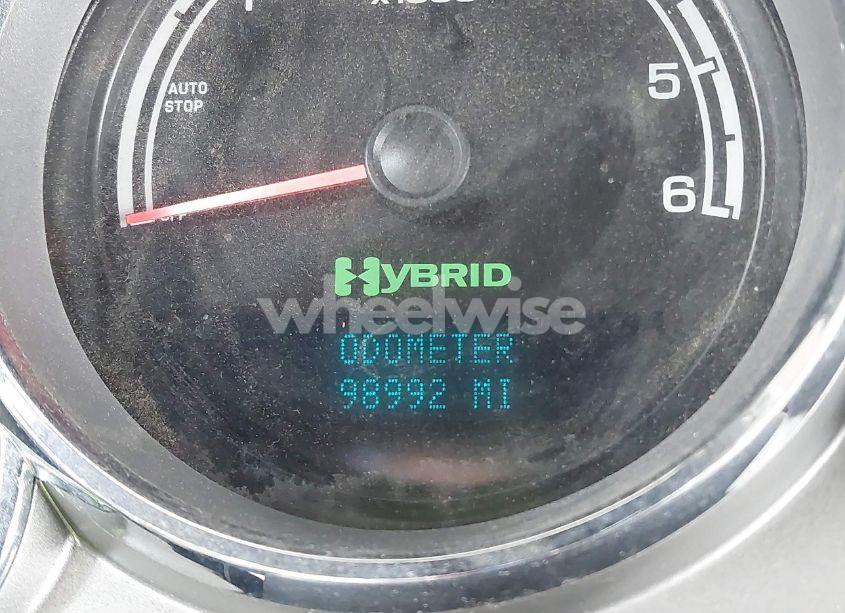 AUTO
STOP
5
6
HYBRID
wheelwise
ODOMETER
98992 MI